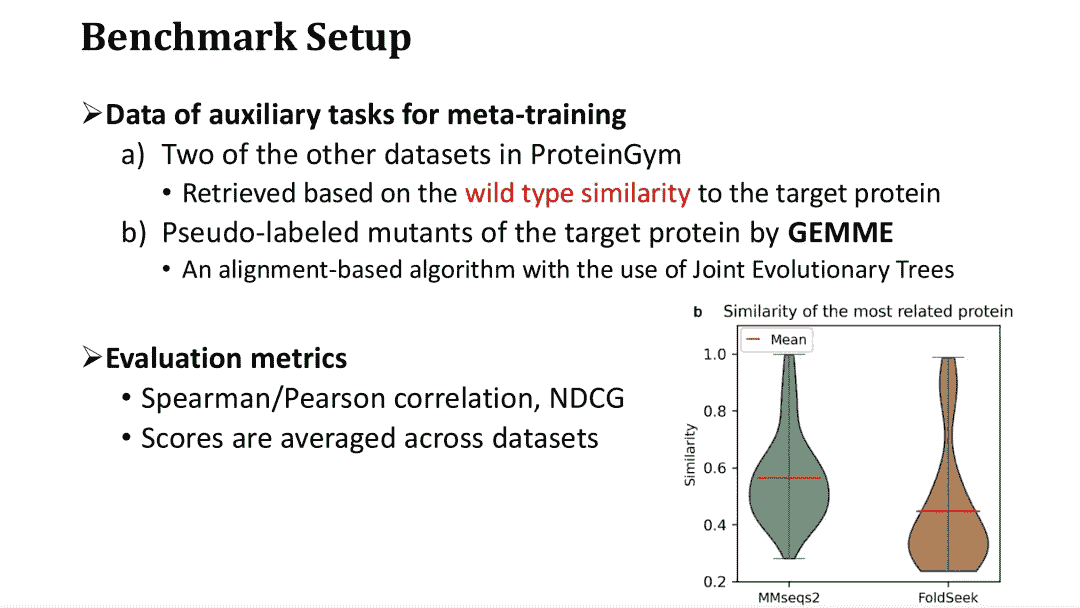 Benchmark Setup
➢Data of auxiliary tasks for meta-training
a) Two of the other datasets in ProteinGym
• Retrieved based on the wild type similarity to the target protein
b) Pseudo-labeled mutants of the target protein by GEMME
• An alignment-based algorithm with the use of Joint Evolutionary Trees
➢Evaluation metrics
• Spearman/Pearson correlation, NDCG
• Scores are averaged across datasets
b Similarity of the most related protein
Mean
1.0
0.8
0.6
0.4
0.2
Similarity
MMseqs2
FoldSeek